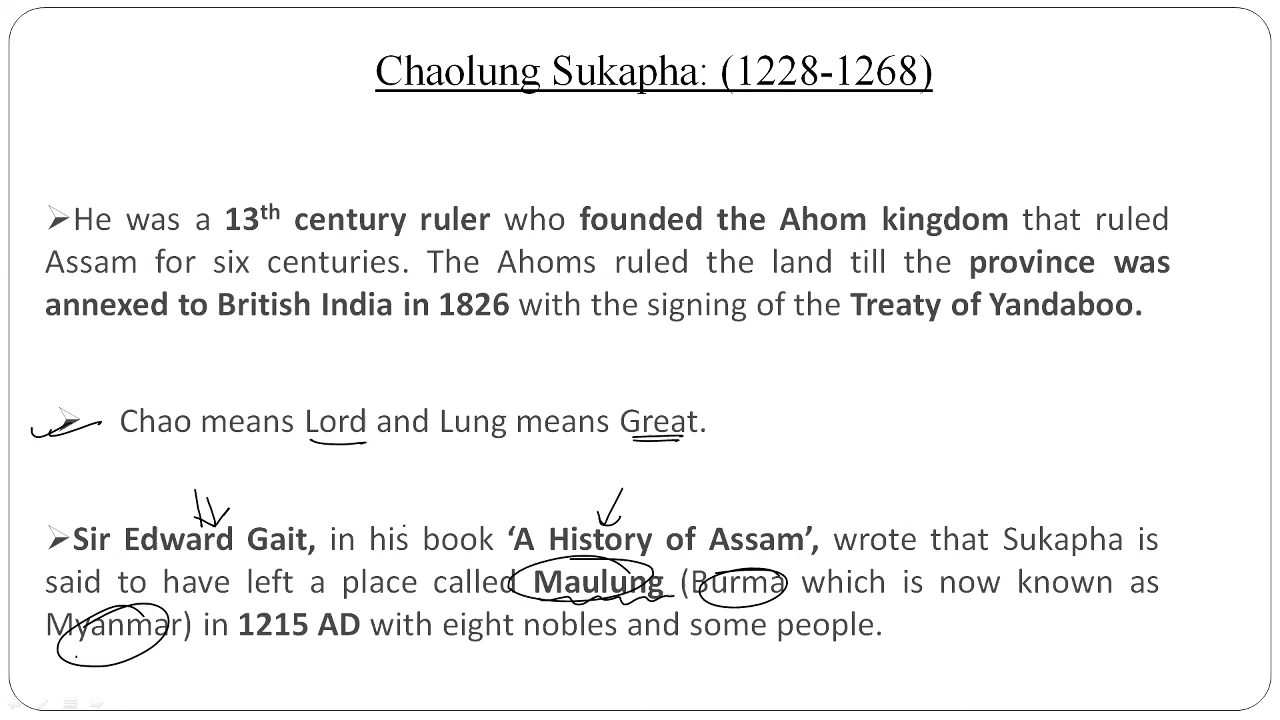 Chaolung Sukapha: (1228-1268)
➢He was a 13th century ruler who founded the Ahom kingdom that ruled
Assam for six centuries. The Ahoms ruled the land till the province was
annexed to British India in 1826 with the signing of the Treaty of Yandaboo.
➢ Chao means Lord and Lung means Great.
➢Sir Edward Gait, in his book ‘A History of Assam’, wrote that Sukapha is
said to have left a place called Maulung (Burma which is now known as
Myanmar) in 1215 AD with eight nobles and some people.